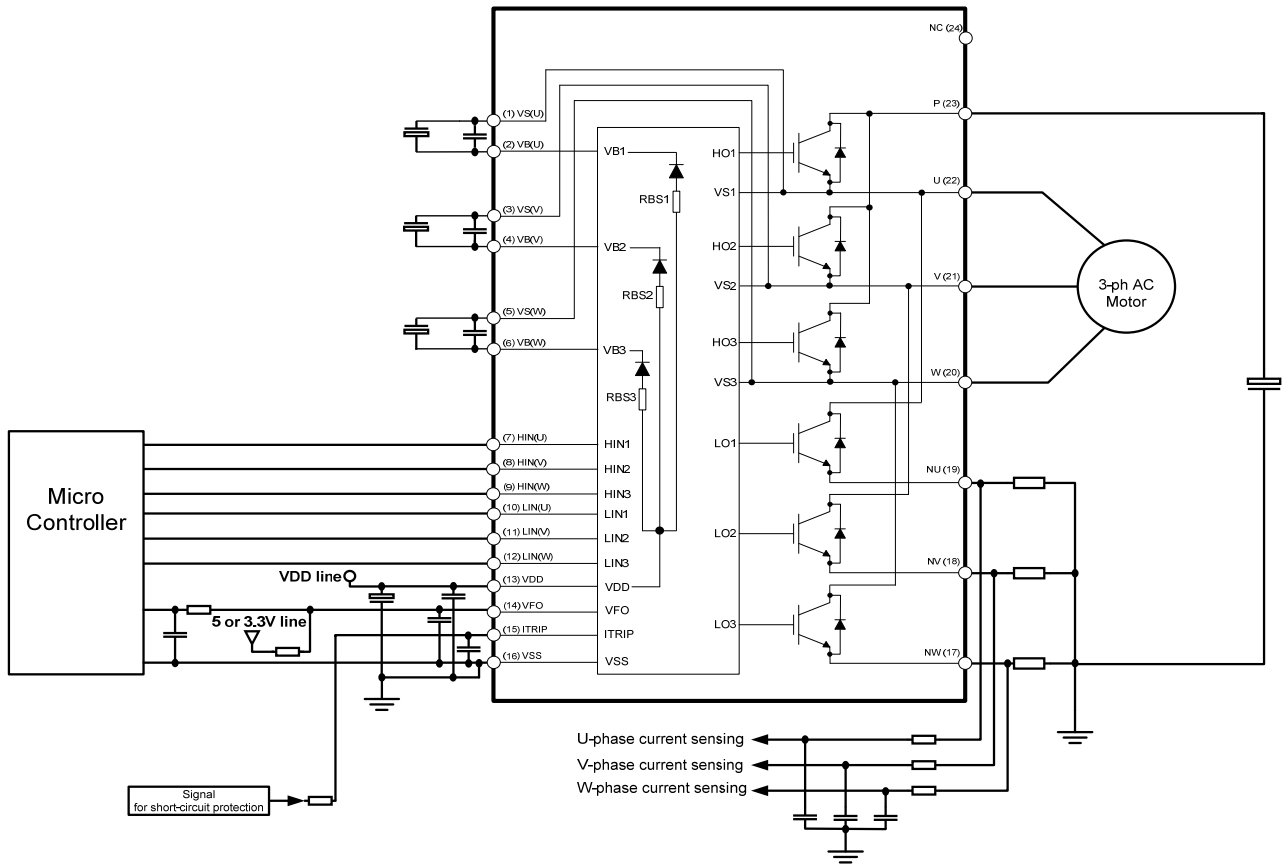 NC (24)
P (23)
(1) VS(U)
(2) VB(U)
VB1
HO1
RBS1
VS1
U (22)
(3) VS(V)
(4) VB(V)
VB2
HO2
RBS2
VS2
V (21)
3-ph AC
Motor
(5) VS(W)
(6) VB(W)
VB3
HO3
RBS3
VS3
W (20)
Micro
Controller
(7) HIN(U)
HIN1
LO1
(8) HIN(V)
HIN2
NU (19)
(9) HIN(W)
HIN3
(10) LIN(U)
LIN1
(11) LIN(V)
LIN2
LO2
(12) LIN(W)
LIN3
NV (18)
VDD line
(13) VDD
VDD
(14) VFO
VFO
5 or 3.3V line
(15) ITRIP
ITRIP
LO3
(16) VSS
VSS
NW (17)
U-phase current sensing
V-phase current sensing
W-phase current sensing
Signal
for short-circuit protection